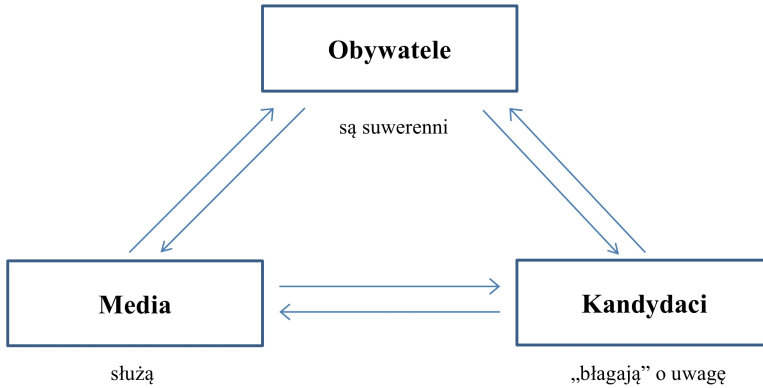 Obywatele
są suwerenni
Media
Kandydaci
służą
„błagają” o uwagę